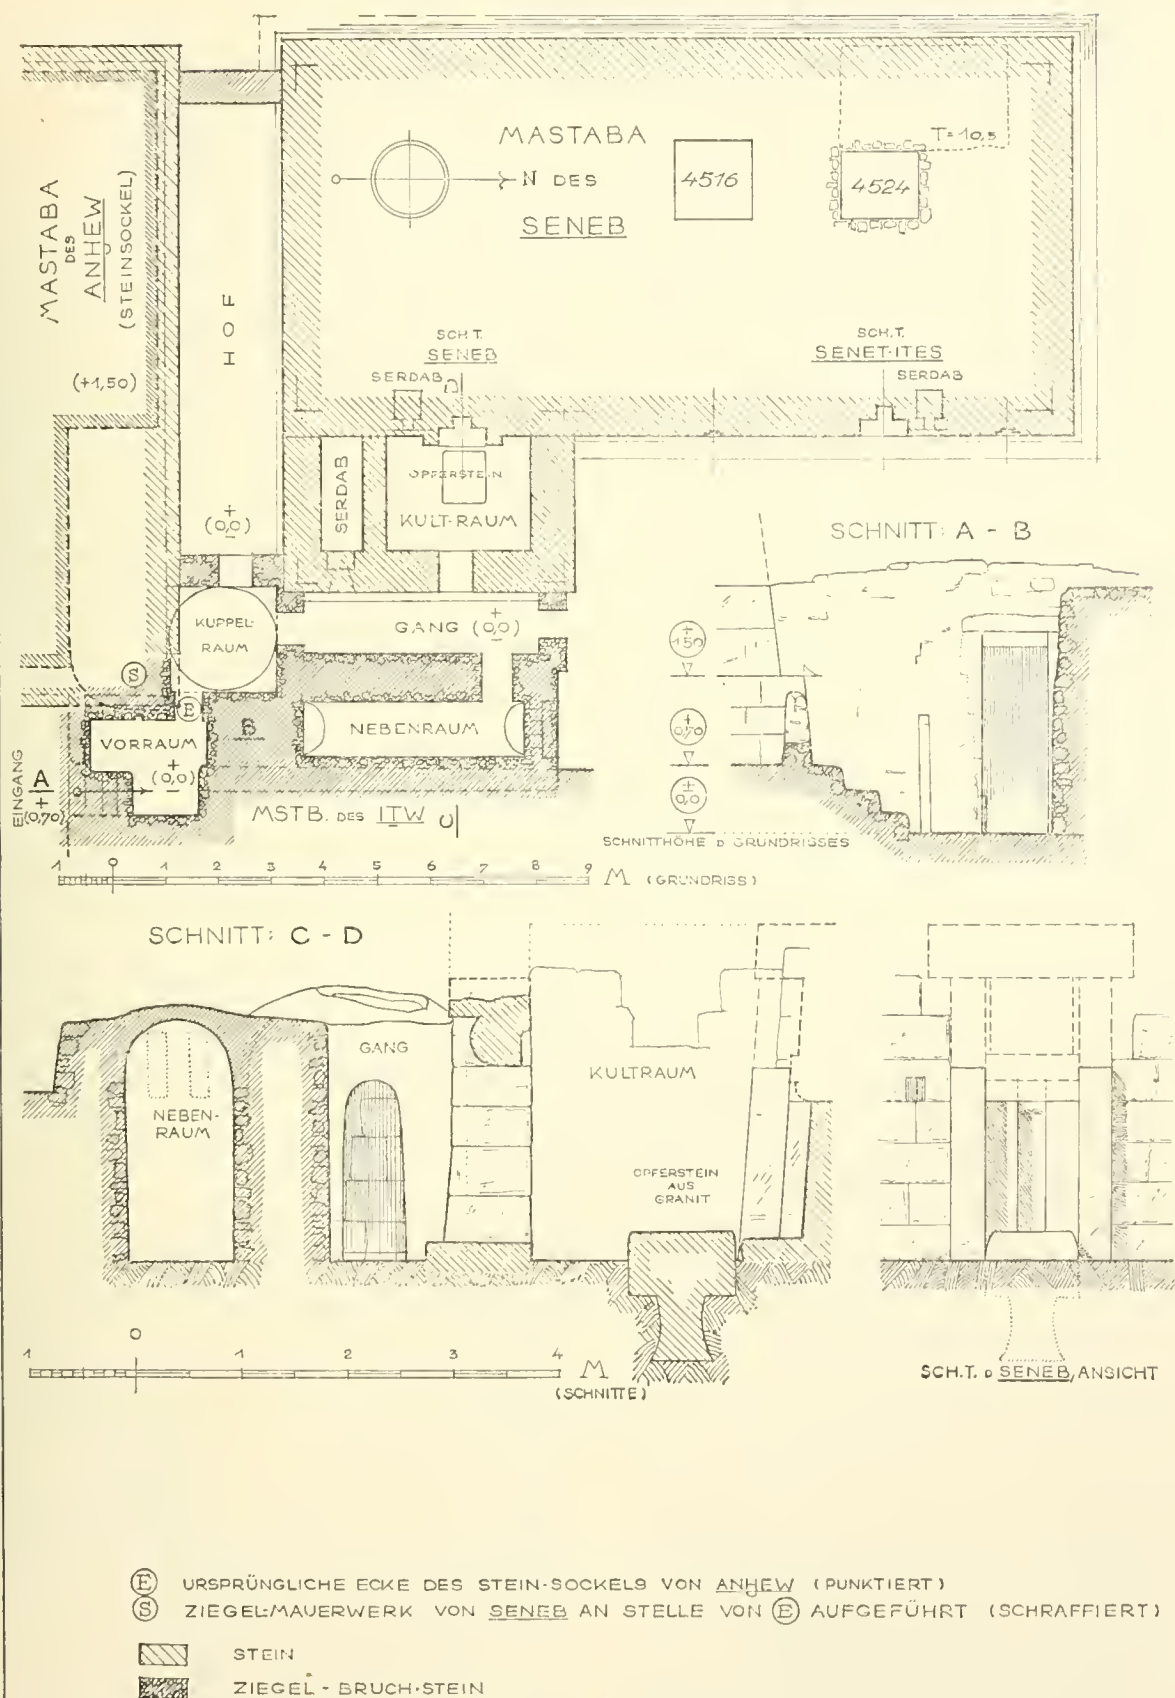 MASTABA
DES
ANḤEW
(STEINSOCKEL)
(+1,50)
HOF
(±0,0)
MASTABA
N DES
SENEB
4516
4524
T=10,5
SCH.T.
SENEB
SERDAB
D
SCH.T.
SENET-ITES
SERDAB
SERDAB
OPFERSTEIN
KULT-RAUM
KUPPEL-
RAUM
GANG (±0,0)
S
E
B
VORRAUM
(±0,0)
NEBENRAUM
EINGANG
A
+
(0,70)
MSTB. DES ITW
C
1 0 1 2 3 4 5 6 7 8 9 M (GRUNDRISS)
SCHNITT: A - B
+
1,50
+
0,70
±
0,0
SCHNITTHÖHE D GRUNDRISSES
SCHNITT: C - D
NEBEN-
RAUM
GANG
KULTRAUM
OPFERSTEIN
AUS
GRANIT
1 0 1 2 3 4 M
(SCHNITTE)
SCH.T. D SENEB, ANSICHT
E URSPRÜNGLICHE ECKE DES STEIN-SOCKELS VON ANḤEW (PUNKTIERT)
S ZIEGEL-MAUERWERK VON SENEB AN STELLE VON E AUFGEFÜHRT (SCHRAFFIERT)
STEIN
ZIEGEL - BRUCH-STEIN